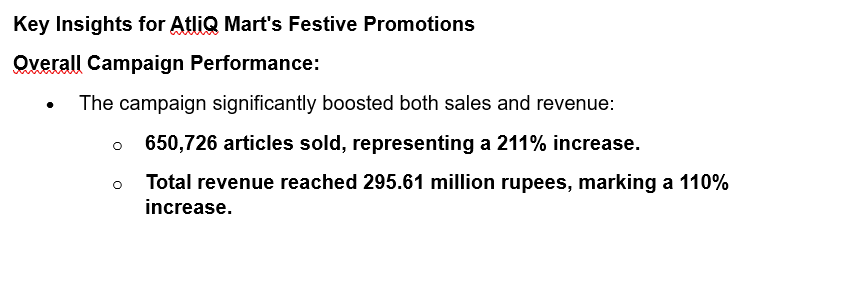 Key Insights for AtliQ Mart's Festive Promotions
Overall Campaign Performance:
• The campaign significantly boosted both sales and revenue:
o 650,726 articles sold, representing a 211% increase.
o Total revenue reached 295.61 million rupees, marking a 110%
increase.